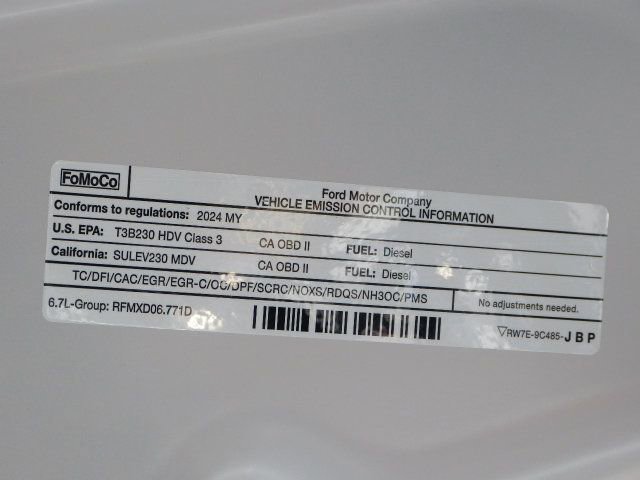 FoMoCo
Ford Motor Company
VEHICLE EMISSION CONTROL INFORMATION
Conforms to regulations: 2024 MY
U.S. EPA: T3B230 HDV Class 3 CA OBD II FUEL: Diesel
California: SULEV230 MDV CA OBD II FUEL: Diesel
TC/DFI/CAC/EGR/EGR-C/OC/DPF/SCRC/NOXS/RDQS/NH3OC/PMS
No adjustments needed.
6.7L-Group: RFMXD06.771D
▽RW7E-9C485-JBP